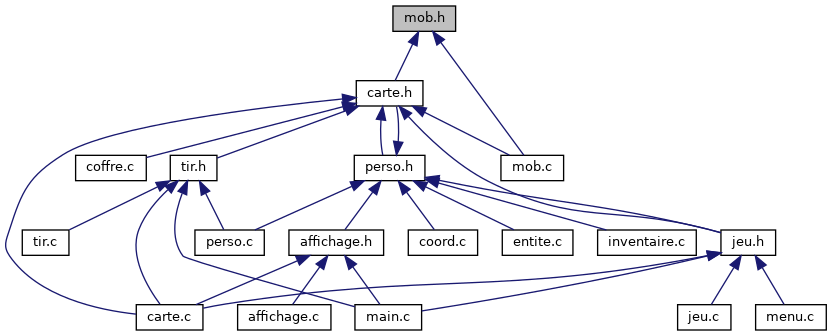 mob.h
carte.h
coffre.c
tir.h
perso.h
mob.c
tir.c
perso.c
affichage.h
coord.c
entite.c
inventaire.c
jeu.h
carte.c
affichage.c
main.c
jeu.c
menu.c